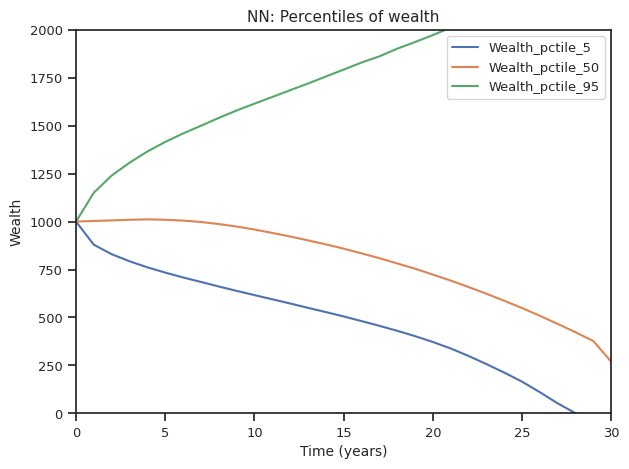 NN: Percentiles of wealth
Wealth_pctile_5
Wealth_pctile_50
Wealth_pctile_95
Wealth
2000
1750
1500
1250
1000
750
500
250
0
0 5 10 15 20 25 30
Time (years)